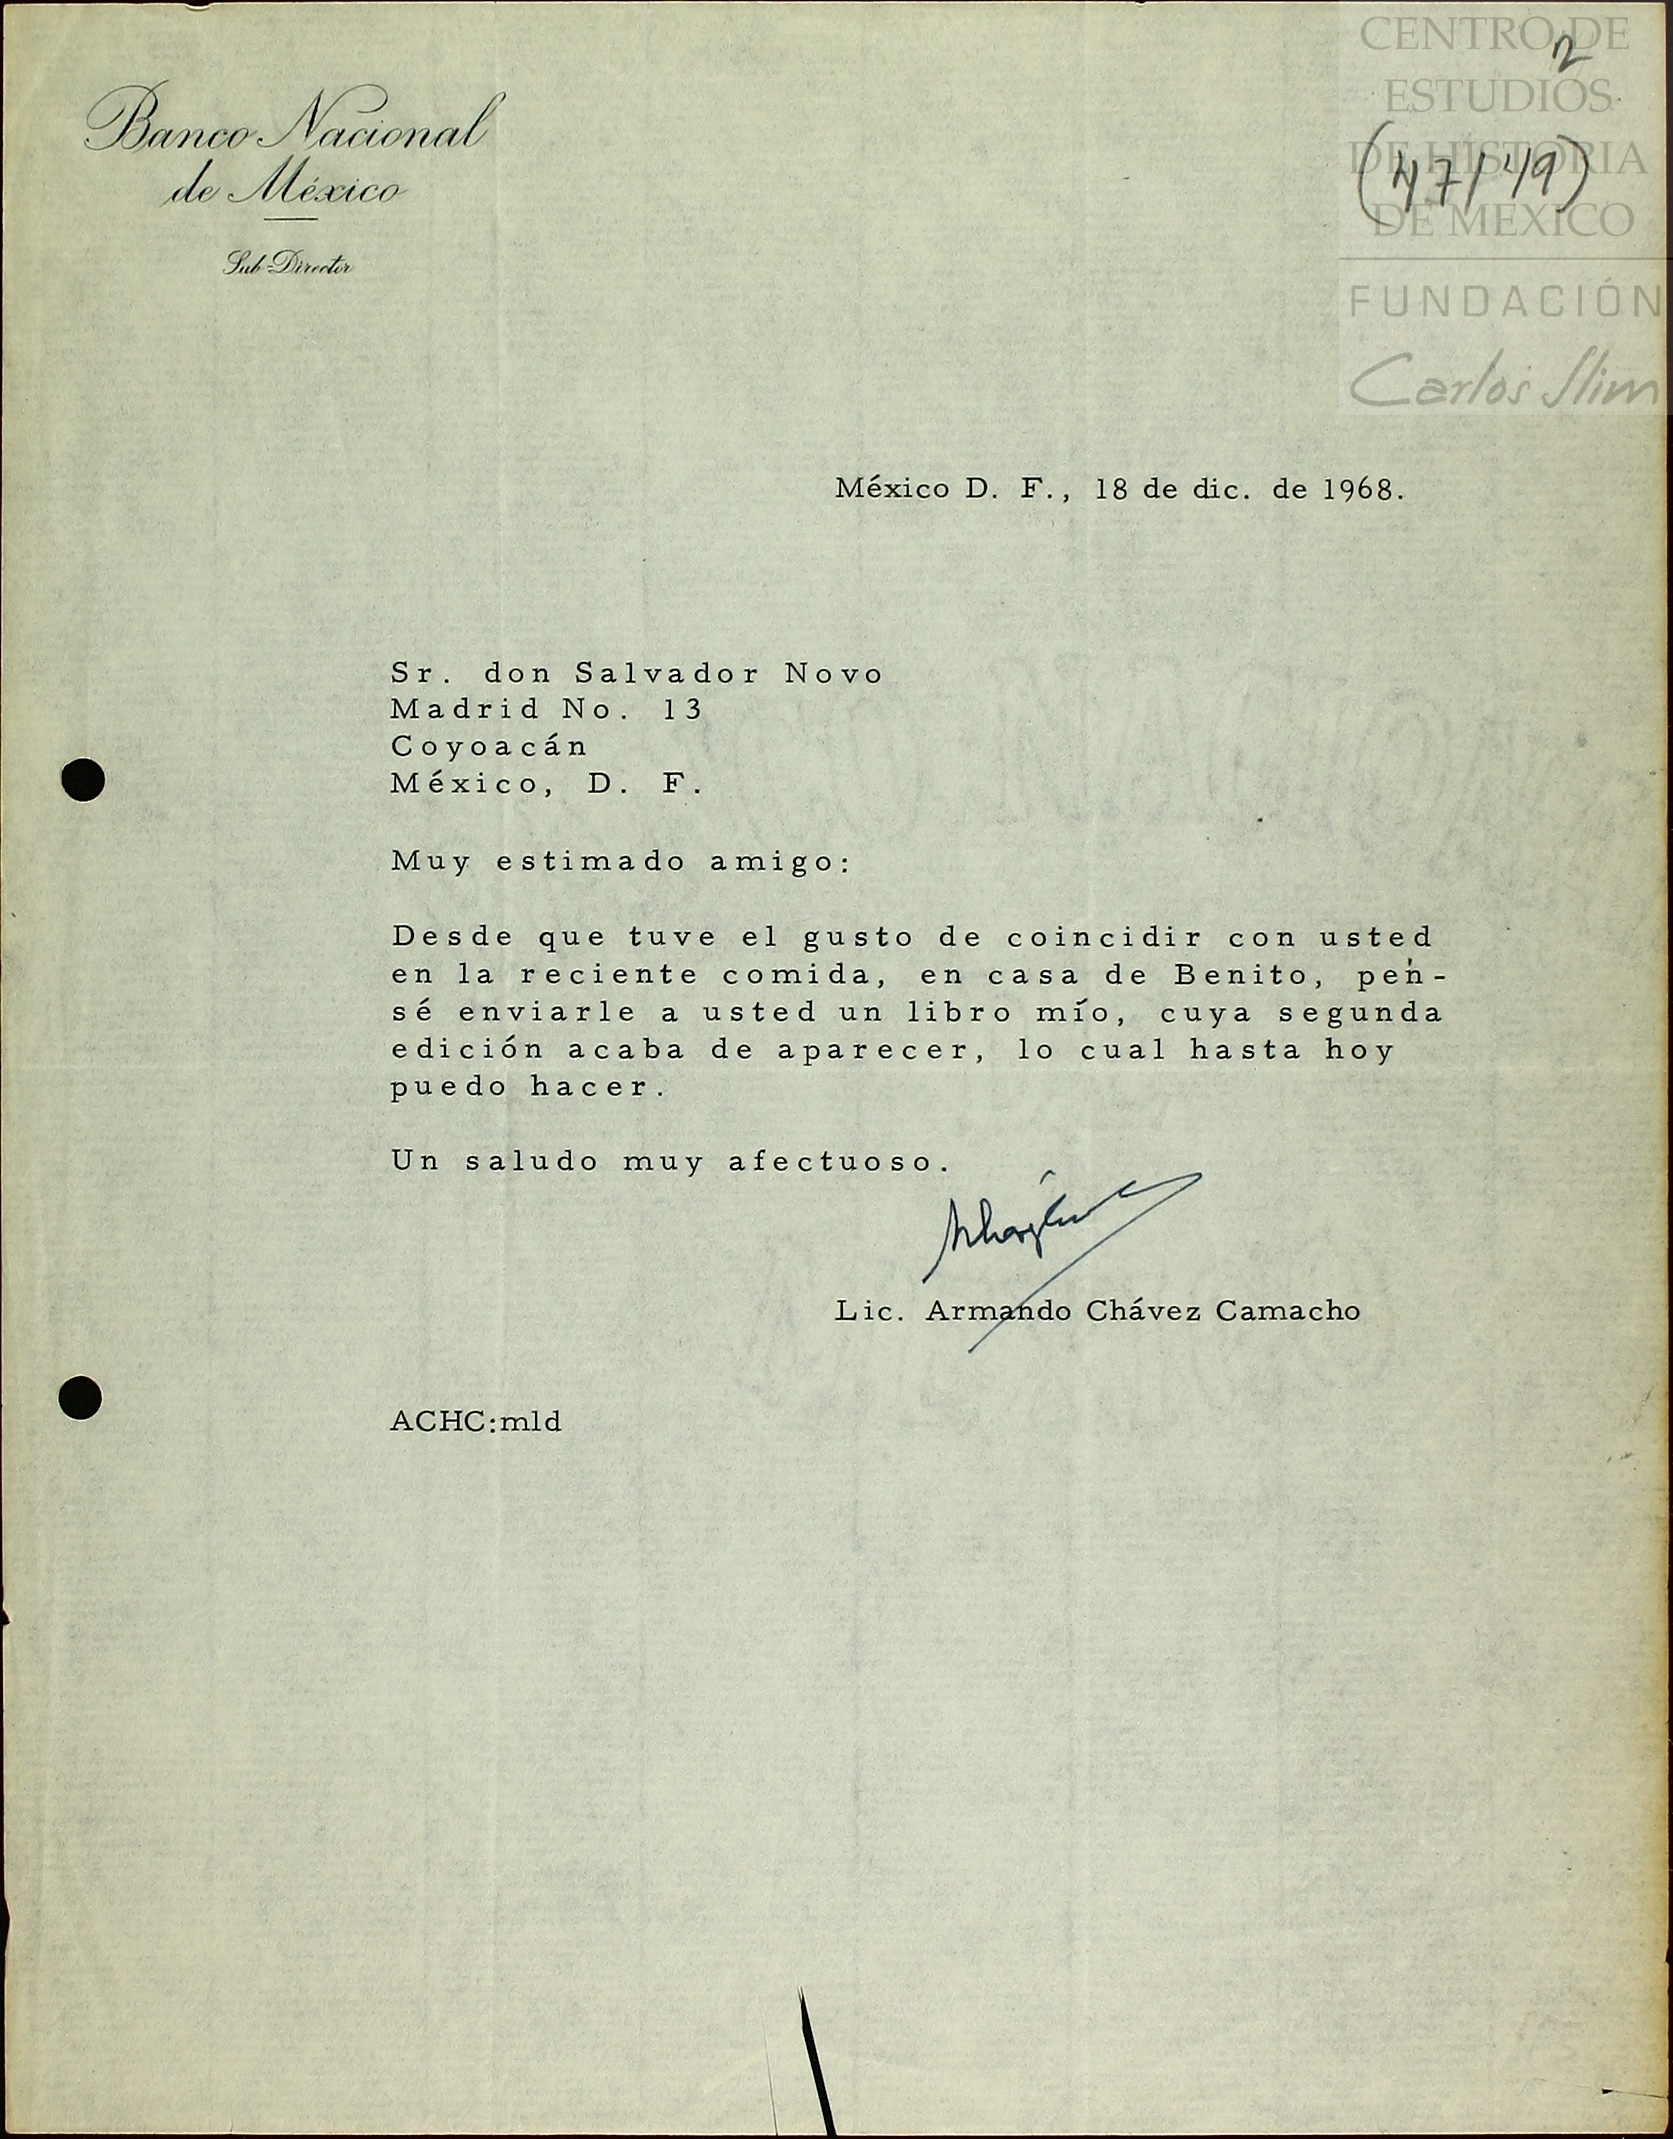 Banco Nacional
de México
Sub-Director
CENTRO DE
ESTUDIOS
DE HISTORIA
DE MEXICO
FUNDACIÓN
Carlos Slim
2
(47/49)
México D. F., 18 de dic. de 1968.
Sr. don Salvador Novo
Madrid No. 13
Coyoacán
México, D. F.
Muy estimado amigo:
Desde que tuve el gusto de coincidir con usted
en la reciente comida, en casa de Benito, pen-
sé enviarle a usted un libro mío, cuya segunda
edición acaba de aparecer, lo cual hasta hoy
puedo hacer.
Un saludo muy afectuoso.
Lic. Armando Chávez Camacho
ACHC:mld